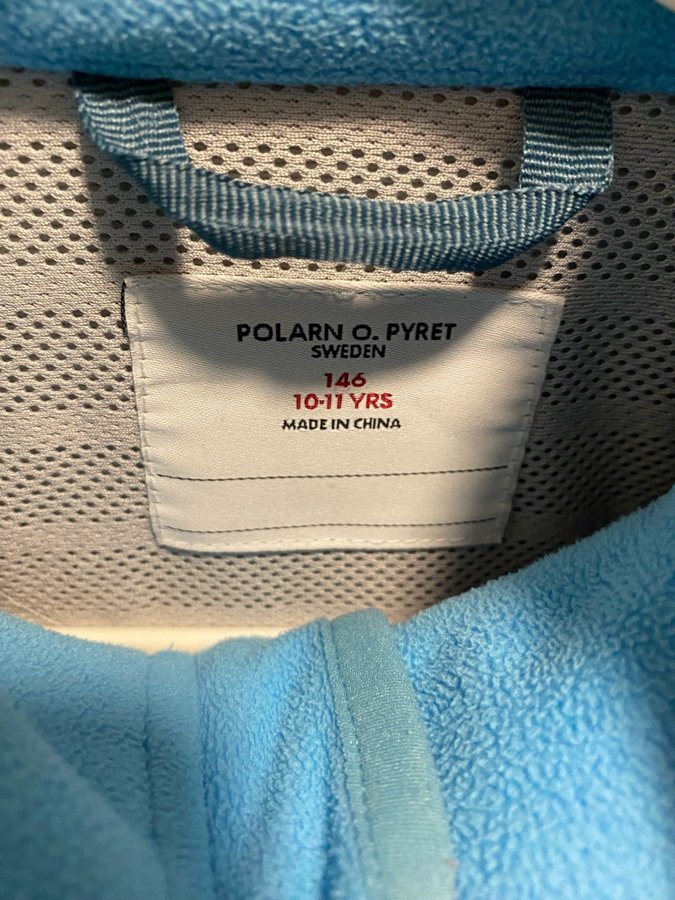 POLARN O. PYRET
SWEDEN
146
10-11 YRS
MADE IN CHINA